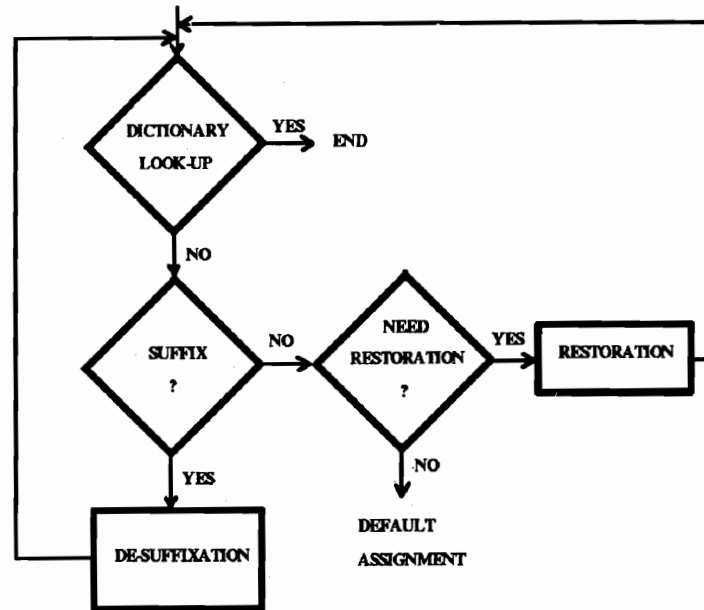 DICTIONARY
LOOK-UP
YES
END
NO
SUFFIX
?
NO
NEED
RESTORATION
?
YES
RESTORATION
YES
NO
DE-SUFFIXATION
DEFAULT
ASSIGNMENT